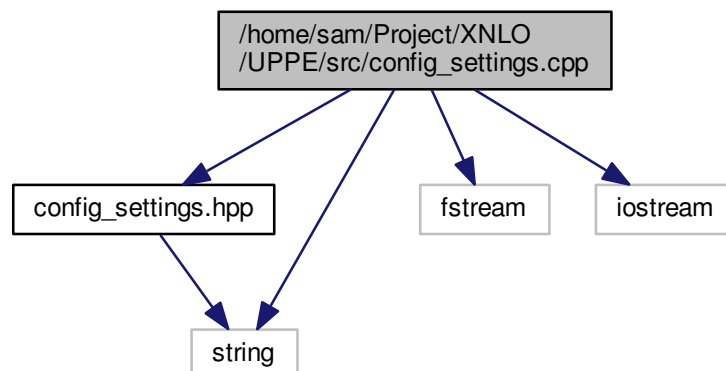 /home/sam/Project/XNLO
/UPPE/src/config_settings.cpp
config_settings.hpp
fstream
iostream
string